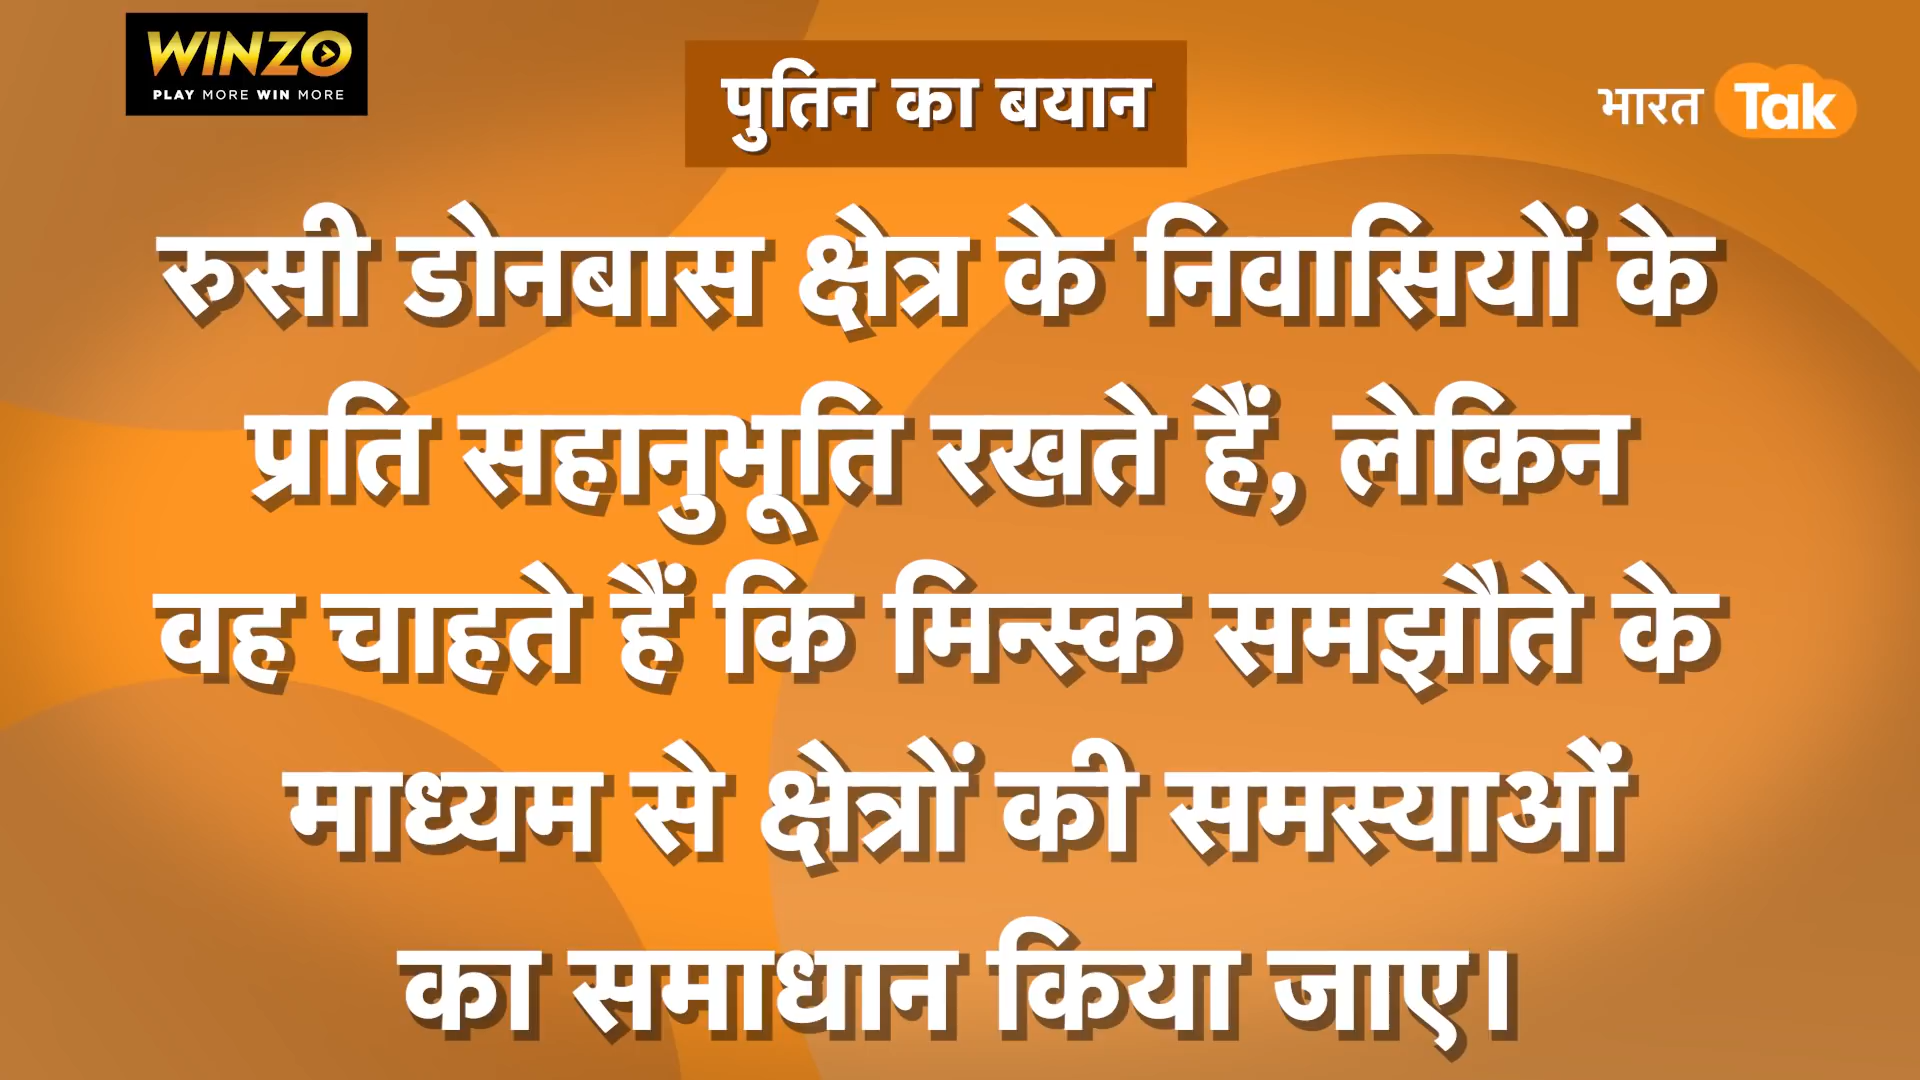 WINZO
PLAY MORE WIN MORE
पुतिन का बयान
भारत Tak
रुसी डोनबास क्षेत्र के निवासियों के
प्रति सहानुभूति रखते हैं, लेकिन
वह चाहते हैं कि मिन्स्क समझौते के
माध्यम से क्षेत्रों की समस्याओं
का समाधान किया जाए।